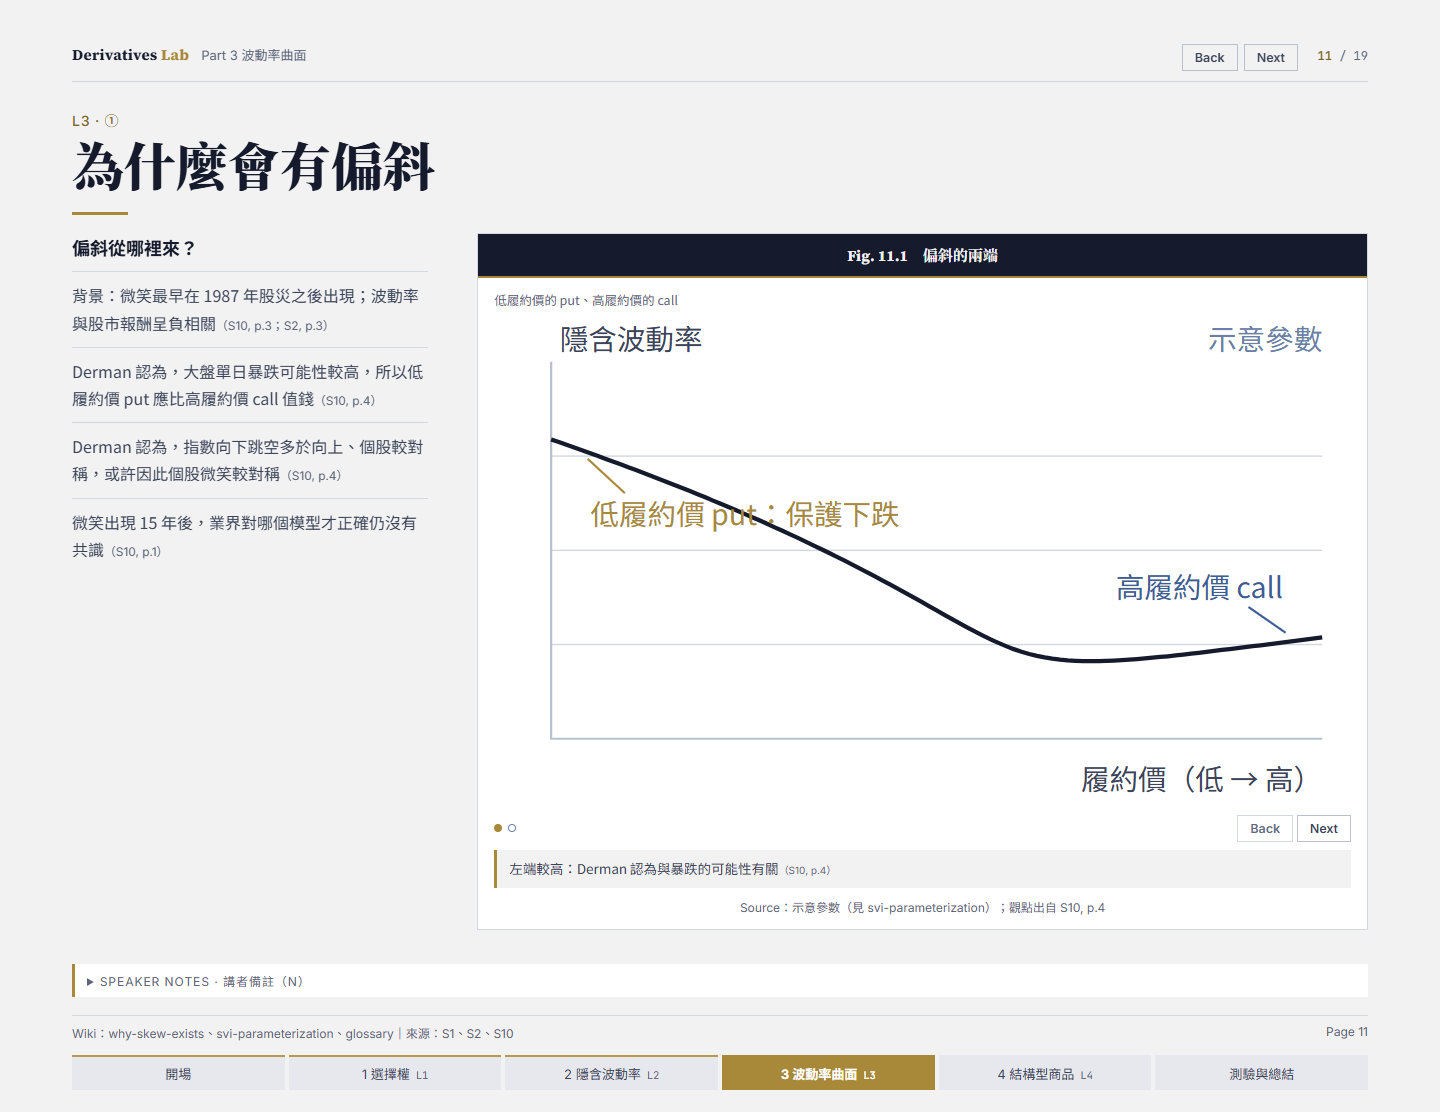 Derivatives Lab Part 3 波動率曲面
Back Next 11 / 19
L3 · ①
為什麼會有偏斜
偏斜從哪裡來？
背景：微笑最早在 1987 年股災之後出現；波動率
與股市報酬呈負相關（S10, p.3；S2, p.3）
Derman 認為，大盤單日暴跌可能性較高，所以低
履約價 put 應比高履約價 call 值錢（S10, p.4）
Derman 認為，指數向下跳空多於向上、個股較對
稱，或許因此個股微笑較對稱（S10, p.4）
微笑出現 15 年後，業界對哪個模型才正確仍沒有
共識（S10, p.1）
Fig. 11.1 偏斜的兩端
低履約價的 put、高履約價的 call
隱含波動率
示意參數
低履約價 put：保護下跌
高履約價 call
履約價（低 → 高）
Back Next
左端較高：Derman 認為與暴跌的可能性有關（S10, p.4）
Source：示意參數（見 svi-parameterization）；觀點出自 S10, p.4
▶ SPEAKER NOTES · 講者備註（N）
Wiki：why-skew-exists、svi-parameterization、glossary｜來源：S1、S2、S10
Page 11
開場
1 選擇權 L1
2 隱含波動率 L2
3 波動率曲面 L3
4 結構型商品 L4
測驗與總結